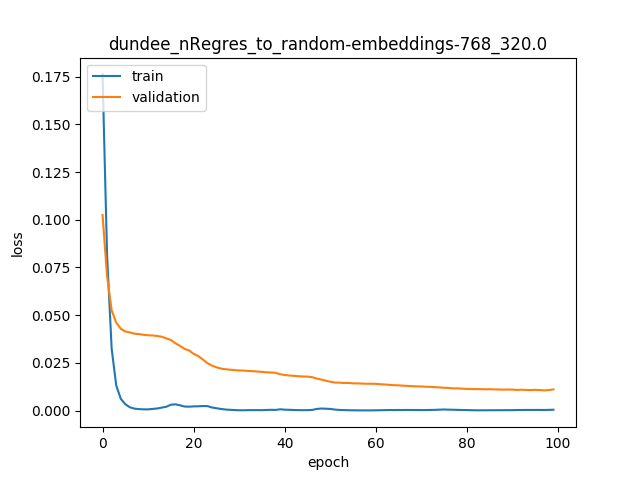 dundee_nRegres_to_random-embeddings-768_320.0
train
validation
loss
0.175
0.150
0.125
0.100
0.075
0.050
0.025
0.000
0 20 40 60 80 100
epoch